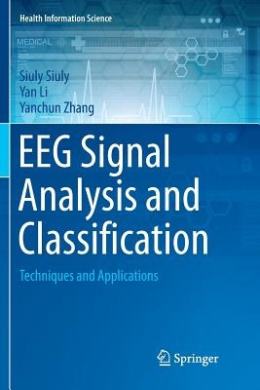 Health Information Science
MEDICAL
Siuly Siuly
Yan Li
Yanchun Zhang
EEG Signal
Analysis and
Classification
Techniques and Applications
Springer